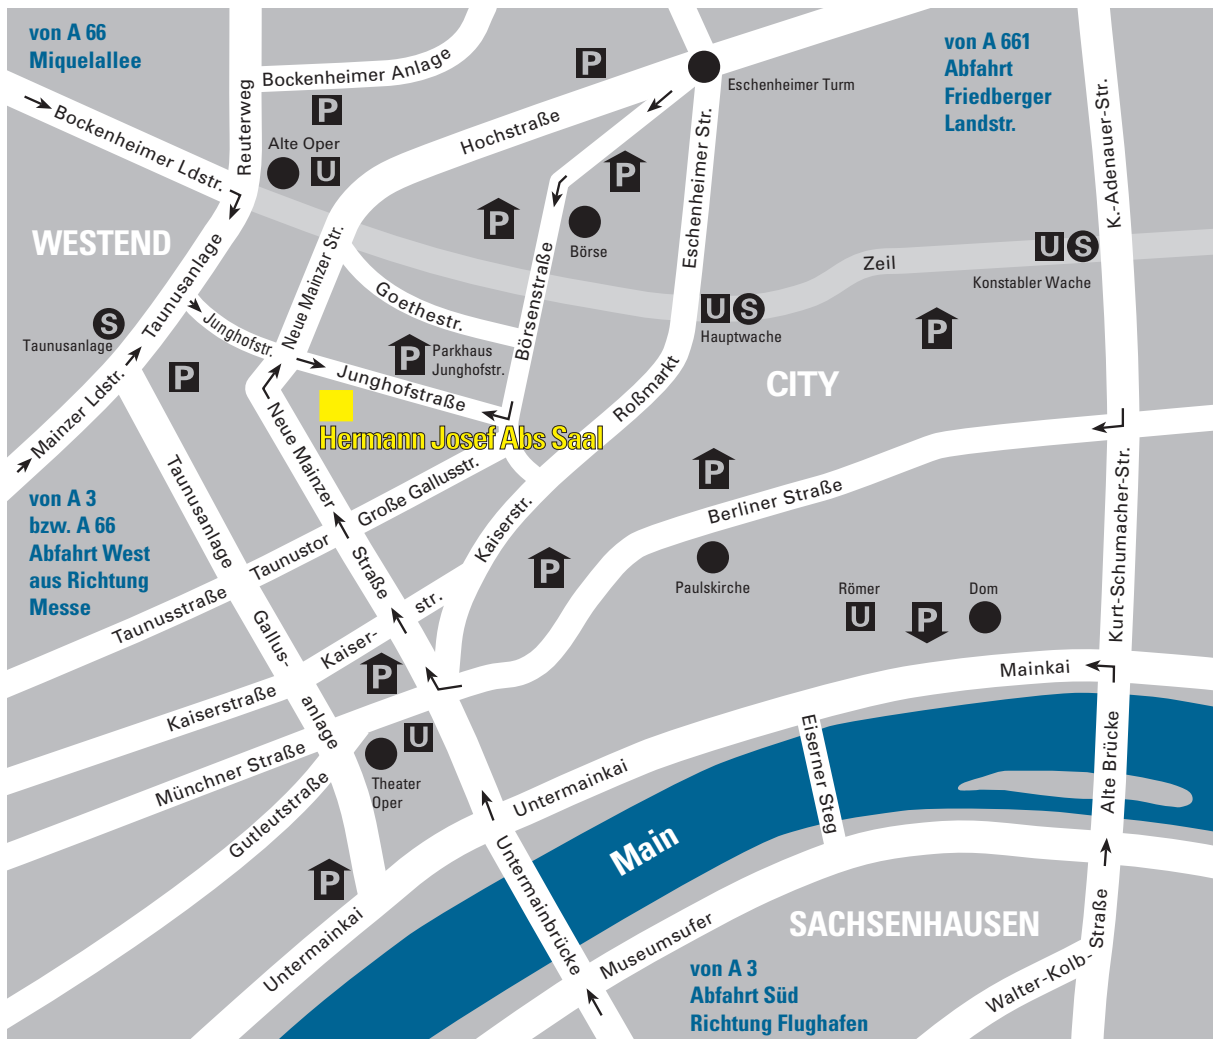 von A 66
Miquelallee
Reuterweg
Bockenheimer Anlage
P
P
Eschenheimer Turm
von A 661
Abfahrt
Friedberger
Landstr.
K.-Adenauer-Str.
Bockenheimer Ldstr.
Alte Oper
U
Hochstraße
P
P
Eschenheimer Str.
Börse
WESTEND
Taunusanlage
Neue Mainzer Str.
Börsenstraße
Zeil
U S
Konstabler Wache
Goethestr.
U S
Hauptwache
P
S
Taunusanlage
Junghofstr.
P
Parkhaus
Junghofstr.
P
Junghofstraße
Roßmarkt
CITY
Mainzer Ldstr.
Hermann Josef Abs Saal
Neue Mainzer
Straße
Große Gallusstr.
P
Berliner Straße
Kurt-Schumacher-Str.
von A 3
bzw. A 66
Abfahrt West
aus Richtung
Messe
Taunusanlage
Taunustor
Kaiserstr.
P
Paulskirche
Römer
U
P
Dom
Taunusstraße
Gallus-
anlage
Kaiser-
str.
P
Mainkai
Kaiserstraße
Münchner Straße
U
Theater
Oper
Eiserner Steg
Alte Brücke
Gutleutstraße
Untermainkai
Main
P
Untermainbrücke
Untermainkai
Museumsufer
SACHSENHAUSEN
Walter-Kolb-
Straße
von A 3
Abfahrt Süd
Richtung Flughafen